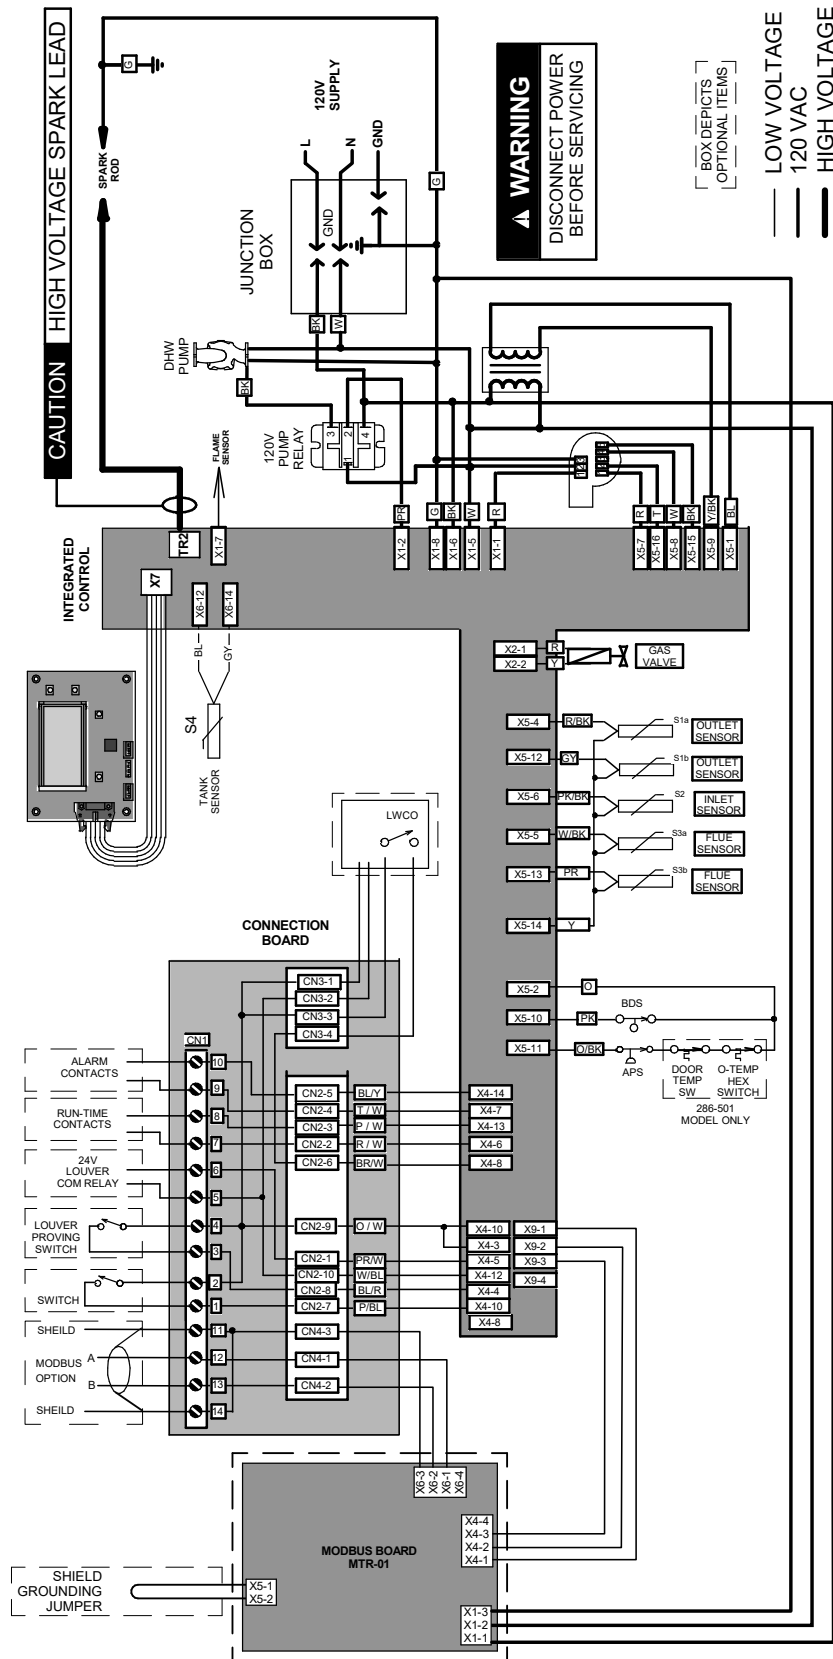 CAUTION
HIGH VOLTAGE SPARK LEAD
SPARK
ROD
G
120V
SUPPLY
L
N
GND
JUNCTION
BOX
GND
BK
W
G
WARNING
DISCONNECT POWER
BEFORE SERVICING
BOX DEPICTS
OPTIONAL ITEMS
LOW VOLTAGE
120 VAC
HIGH VOLTAGE
DHW
PUMP
BK
120V
PUMP
RELAY
3
2
1
4
FLAME
SENSOR
INTEGRATED
CONTROL
TR2
X1-7
X7
X6-12
X6-14
BL
GY
S4
TANK
SENSOR
X1-2
PR
X1-8
G
X1-6
BK
X1-5
W
X1-1
R
1
2
3
X5-7
R
X5-16
T
X5-8
W
X5-15
BK
X5-9
Y/BK
X5-1
BL
X2-1
R
X2-2
Y
GAS
VALVE
X5-4
R/BK
S1a
OUTLET
SENSOR
X5-12
GY
S1b
OUTLET
SENSOR
X5-6
PK/BK
S2
INLET
SENSOR
X5-5
W/BK
S3a
FLUE
SENSOR
X5-13
PR
S3b
FLUE
SENSOR
X5-14
Y
X5-2
O
X5-10
PK
BDS
X5-11
O/BK
APS
DOOR
TEMP
SW
O-TEMP
HEX
SWITCH
286-501
MODEL ONLY
LWCO
CONNECTION
BOARD
CN3-1
CN3-2
CN3-3
CN3-4
CN1
ALARM
CONTACTS
10
9
RUN-TIME
CONTACTS
8
7
24V
LOUVER
COM RELAY
6
5
LOUVER
PROVING
SWITCH
4
3
SWITCH
2
1
SHEILD
11
MODBUS
OPTION
A
12
B
13
SHEILD
14
CN2-5
BL/Y
X4-14
CN2-4
T / W
X4-7
CN2-3
P / W
X4-13
CN2-2
R / W
X4-6
CN2-6
BR/W
X4-8
CN2-9
O / W
X4-10
X9-1
X4-3
X9-2
CN2-1
PR/W
X4-5
X9-3
CN2-10
W/BL
X4-12
X9-4
CN2-8
BL/R
X4-4
CN2-7
P/BL
X4-10
X4-8
CN4-3
CN4-1
CN4-2
X6-3
X6-2
X6-1
X6-4
MODBUS BOARD
MTR-01
X4-4
X4-3
X4-2
X4-1
SHIELD
GROUNDING
JUMPER
X5-1
X5-2
X1-3
X1-2
X1-1